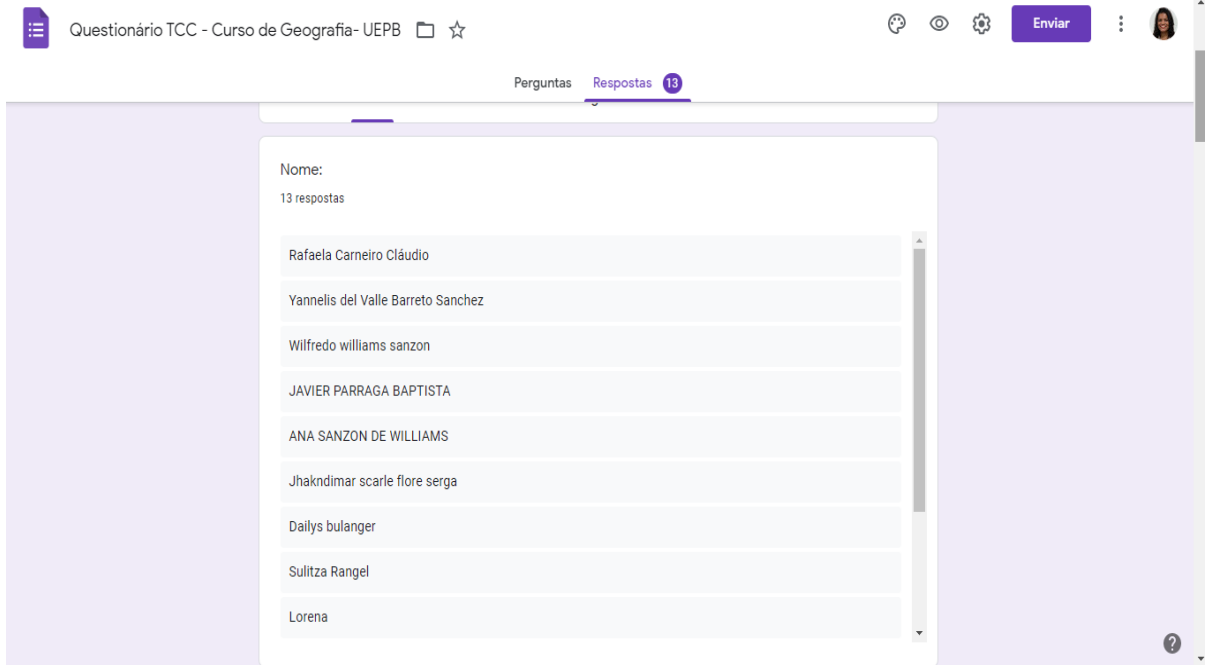 Questionário TCC - Curso de Geografia- UEPB
Enviar
Perguntas Respostas 13
Nome:
13 respostas
Rafaela Carneiro Cláudio
Yannelis del Valle Barreto Sanchez
Wilfredo williams sanzon
JAVIER PARRAGA BAPTISTA
ANA SANZON DE WILLIAMS
Jhakndimar scarle flore serga
Dailys bulanger
Sulitza Rangel
Lorena
?